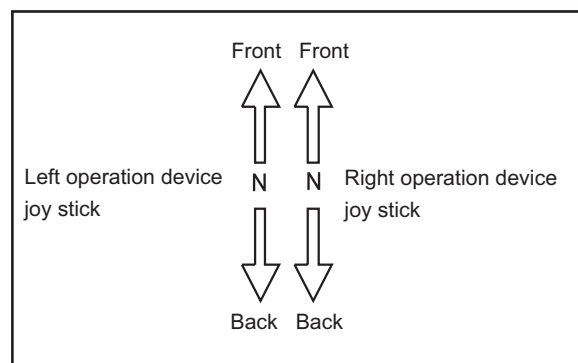 Front Front
Left operation device
joy stick
N N
Right operation device
joy stick
Back Back